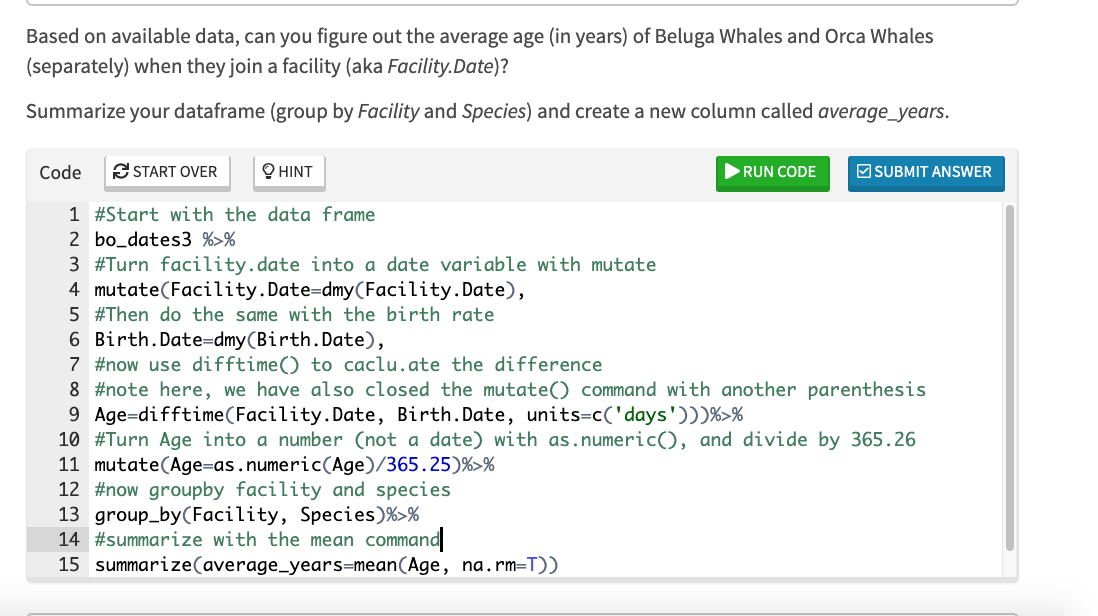 Based on available data, can you figure out the average age (in years) of Beluga Whales and Orca Whales
(separately) when they join a facility (aka Facility.Date)?
Summarize your dataframe (group by Facility and Species) and create a new column called average_years.
Code START OVER HINT RUN CODE SUBMIT ANSWER
1 #Start with the data frame
2 bo_dates3 %>%
3 #Turn facility.date into a date variable with mutate
4 mutate(Facility.Date=dmy(Facility.Date),
5 #Then do the same with the birth rate
6 Birth.Date=dmy(Birth.Date),
7 #now use difftime() to caclu.ate the difference
8 #note here, we have also closed the mutate() command with another parenthesis
9 Age=difftime(Facility.Date, Birth.Date, units=c('days')))%>%
10 #Turn Age into a number (not a date) with as.numeric(), and divide by 365.26
11 mutate(Age=as.numeric(Age)/365.25)%>%
12 #now groupby facility and species
13 group_by(Facility, Species)%>%
14 #summarize with the mean command
15 summarize(average_years=mean(Age, na.rm=T))